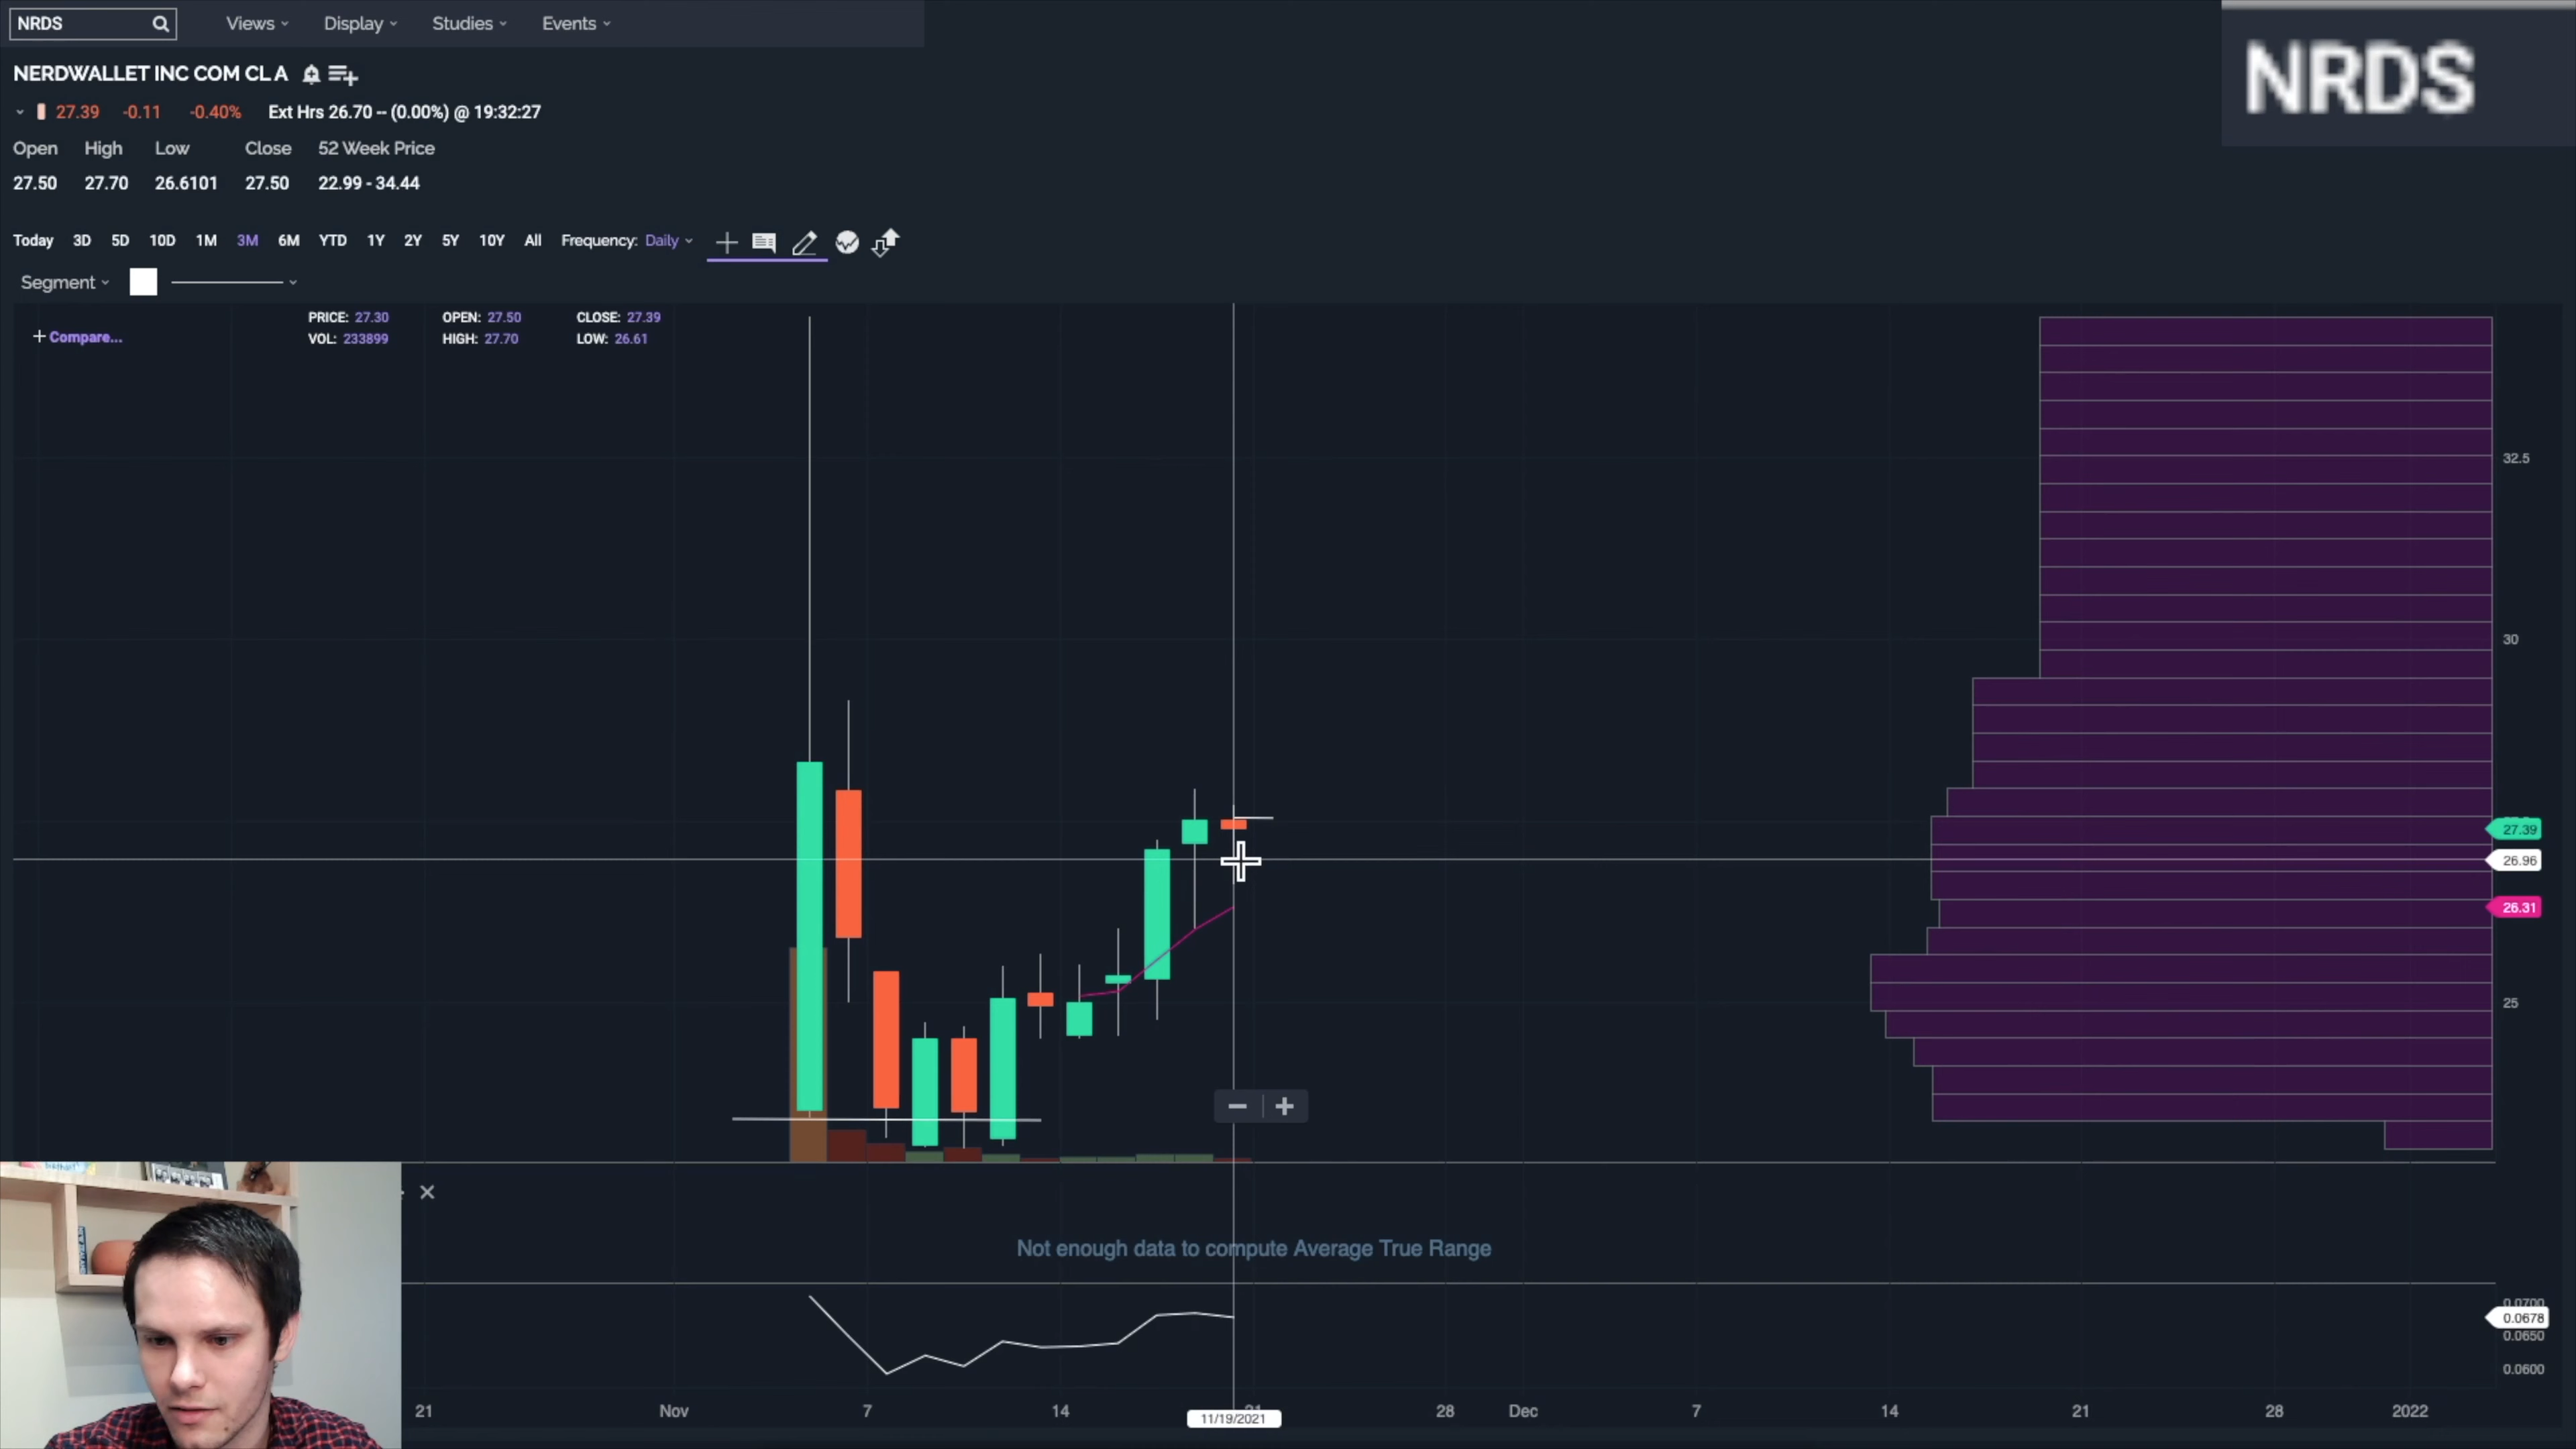 NRDS
Views
Display
Studies
Events
NRDS
NERDWALLET INC COM CL A
27.39 -0.11 -0.40% Ext Hrs 26.70 -- (0.00%) @ 19:32:27
Open High Low Close 52 Week Price
27.50 27.70 26.6101 27.50 22.99 - 34.44
Today 3D 5D 10D 1M 3M 6M YTD 1Y 2Y 5Y 10Y All Frequency: Daily
Segment
+ Compare...
PRICE: 27.30 OPEN: 27.50 CLOSE: 27.39
VOL: 233899 HIGH: 27.70 LOW: 26.61
32.5
30
27.39
26.96
26.31
25
Not enough data to compute Average True Range
0.0700
0.0678
0.0650
0.0600
21 Nov 7 14 28 Dec 7 14 21 28 2022
11/19/2021